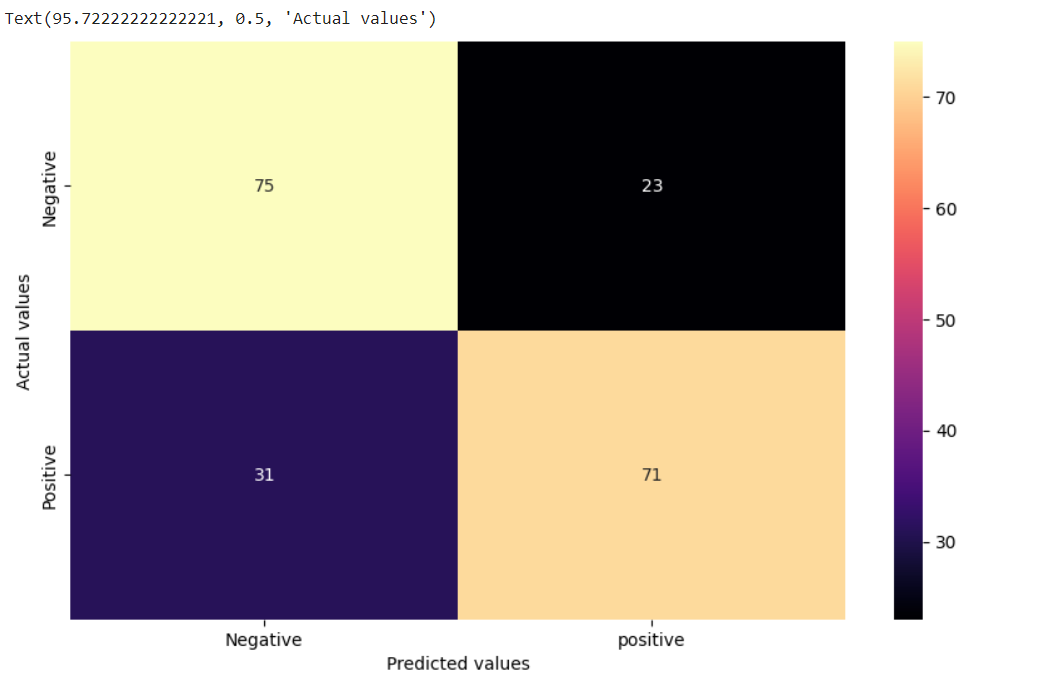 Text(95.72222222222221, 0.5, 'Actual values')
70
Negative
75
23
60
Actual values
50
40
Positive
31
71
30
Negative
positive
Predicted values